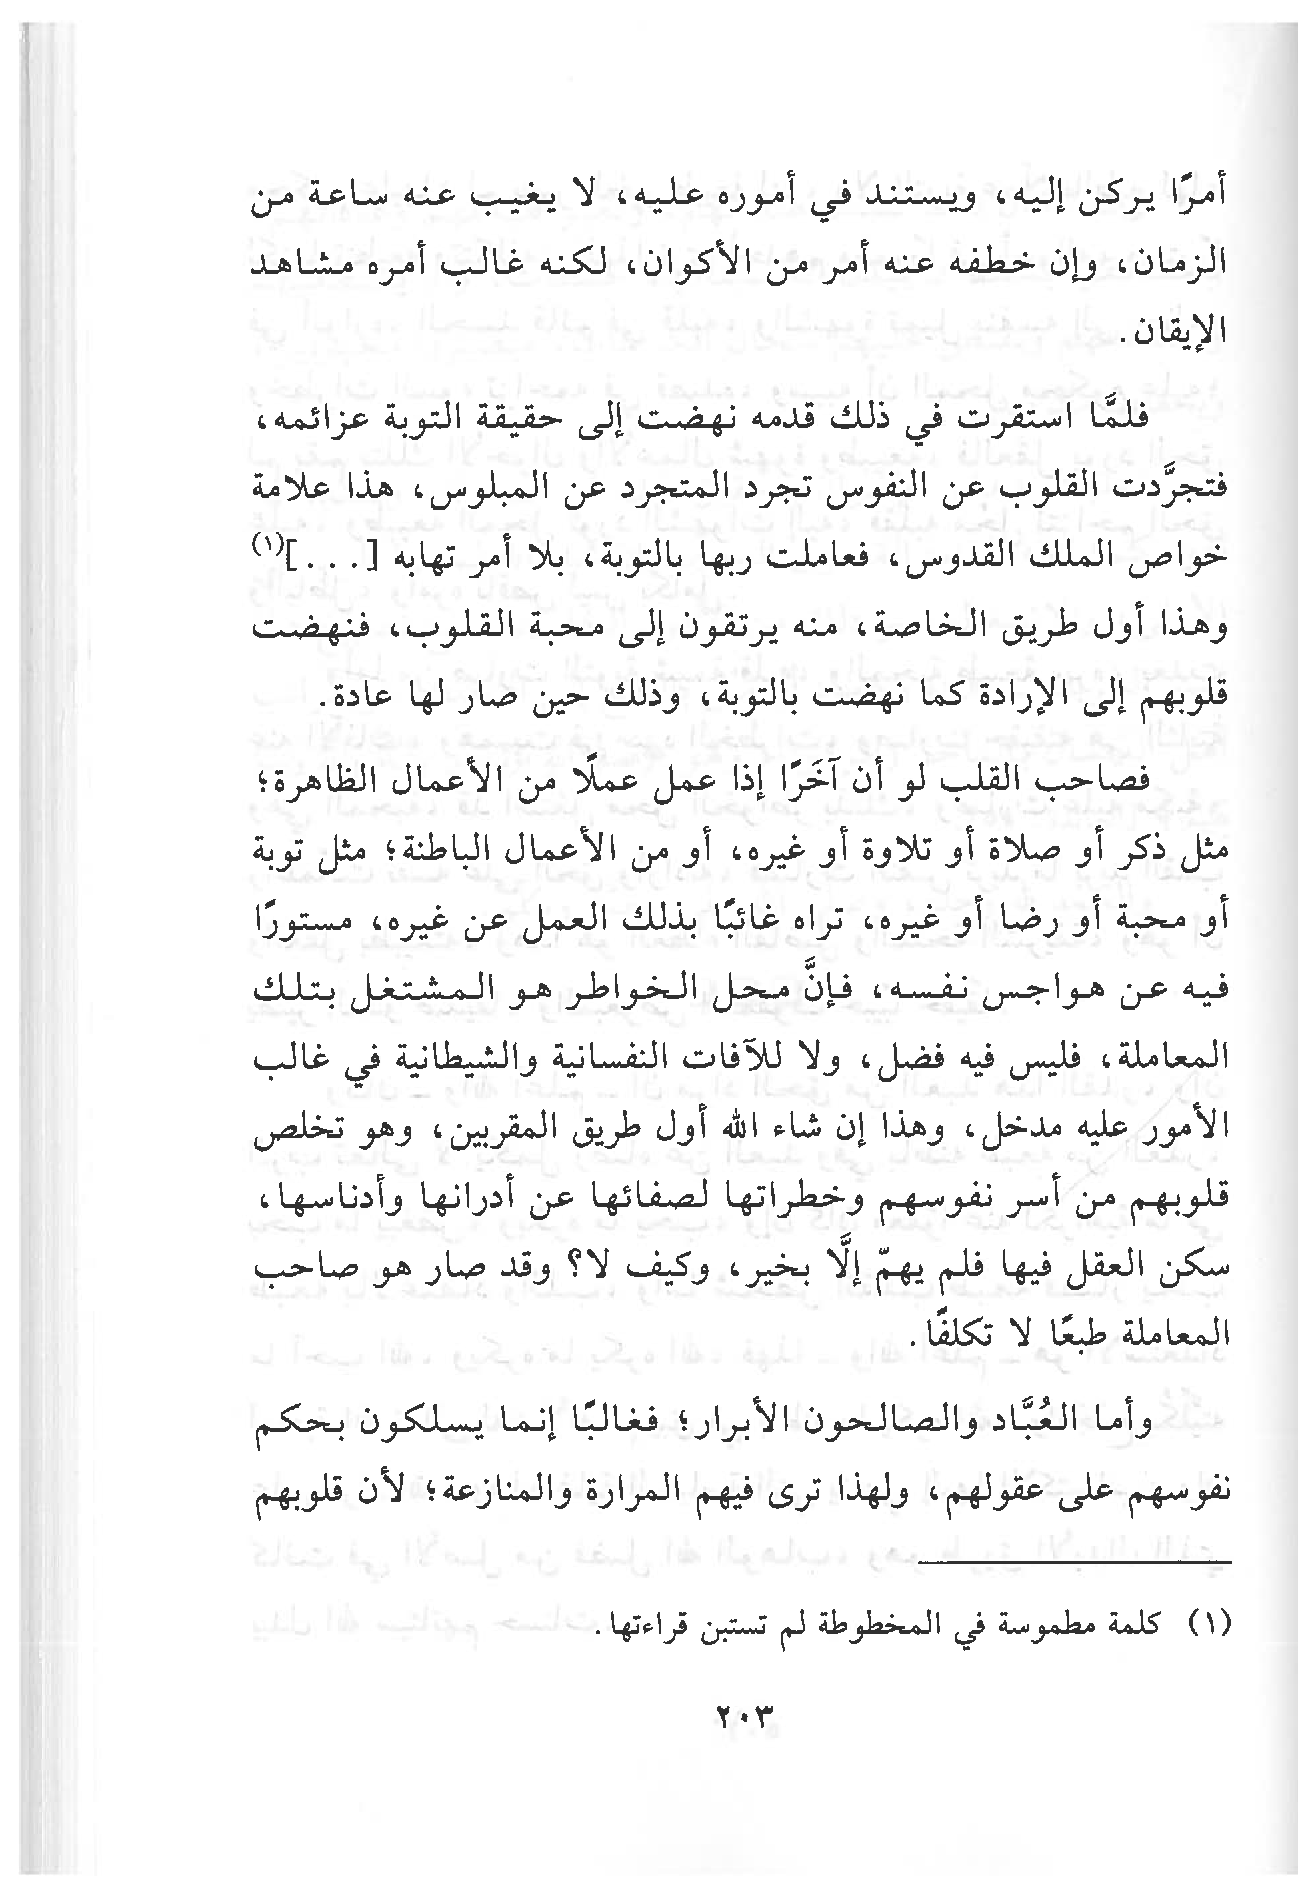 أمرًا يركن إليه، ويستند في أموره عليه، لا يغيب عنه ساعة من
الزمان، وإن خطفه عنه أمر من الأكوان، لكنه غالب أمره مشاهد
الإيقان.
فلمَّا استقرت في ذلك قدمه نهضت إلى حقيقة التوبة عزائمه،
فتجرَّدت القلوب عن النفوس تجرد المتجرد عن المبلوس، هذا علامة
خواص الملك القدوس، فعاملت ربها بالتوبة، بلا أمر تهابه [...](١)
وهذا أول طريق الخاصة، منه يرتقون إلى محبة القلوب، فنهضت
قلوبهم إلى الإرادة كما نهضت بالتوبة، وذلك حين صار لها عادة.
فصاحب القلب لو أن آخَرًا إذا عمل عملًا من الأعمال الظاهرة؛
مثل ذكر أو صلاة أو تلاوة أو غيره، أو من الأعمال الباطنة؛ مثل توبة
أو محبة أو رضا أو غيره، تراه غائبًا بذلك العمل عن غيره، مستورًا
فيه عن هواجس نفسه، فإنَّ محل الخواطر هو المشتغل بتلك
المعاملة، فليس فيه فضل، ولا للآفات النفسانية والشيطانية في غالب
الأمور عليه مدخل، وهذا إن شاء الله أول طريق المقربين، وهو تخلص
قلوبهم من أسر نفوسهم وخطراتها لصفائها عن أدرانها وأدناسها،
سكن العقل فيها فلم يهمّ إلَّا بخير، وكيف لا؟ وقد صار هو صاحب
المعاملة طبعًا لا تكلفًا.
وأما العُبَّاد والصالحون الأبرار؛ فغالبًا إنما يسلكون بحكم
نفوسهم على عقولهم، ولهذا ترى فيهم المرارة والمنازعة؛ لأن قلوبهم
(١) كلمة مطموسة في المخطوطة لم تستبن قراءتها.
٢٠٣